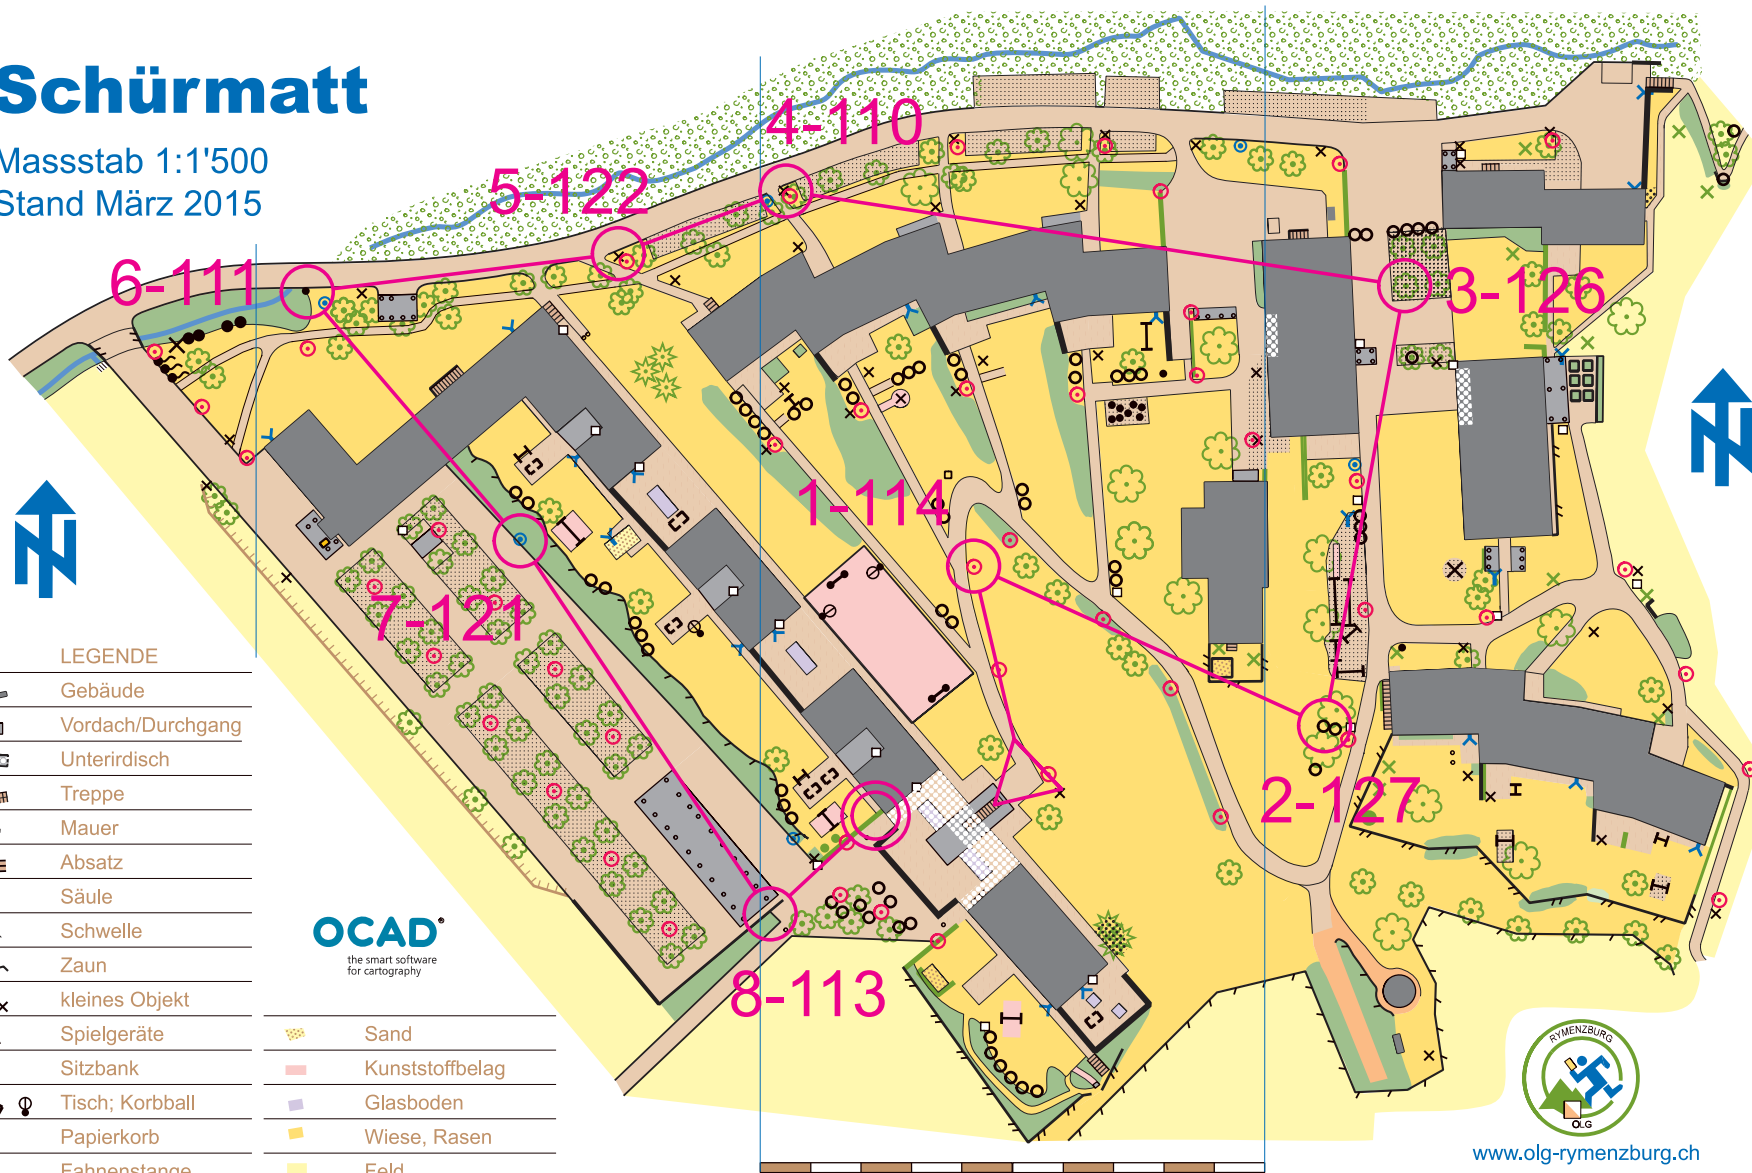 Schürmatt
Massstab 1:1'500
Stand März 2015
4-110
5-122
6-111
3-126
1-114
7-121
2-127
8-113
LEGENDE
Gebäude
Vordach/Durchgang
Unterirdisch
Treppe
Mauer
Absatz
Säule
Schwelle
Zaun
kleines Objekt
Spielgeräte
Sitzbank
Tisch; Korbball
Papierkorb
Fahnenstange
Sand
Kunststoffbelag
Glasboden
Wiese, Rasen
Feld
OCAD®
the smart software
for cartography
RYMENZBURG
OLG
www.olg-rymenzburg.ch